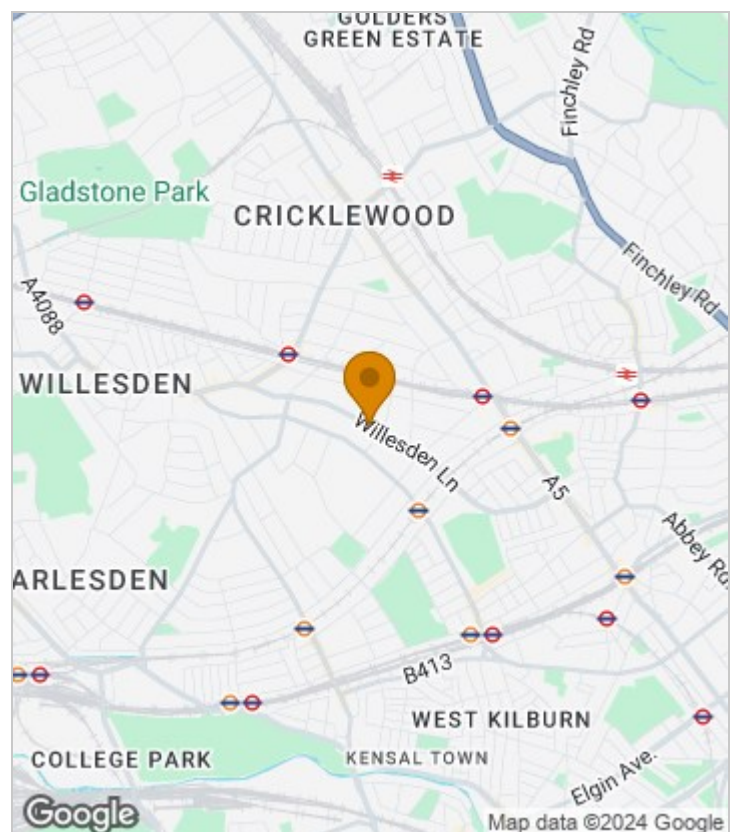 GOLDERS
GREEN ESTATE
Finchley Rd
Gladstone Park
CRICKLEWOOD
Finchley Rd
A4088
WILLESDEN
Willesden Ln
A5
Abbey Rd
ARLESDEN
B413
WEST KILBURN
COLLEGE PARK
KENSAL TOWN
Elgin Ave.
Google
Map data ©2024 Google